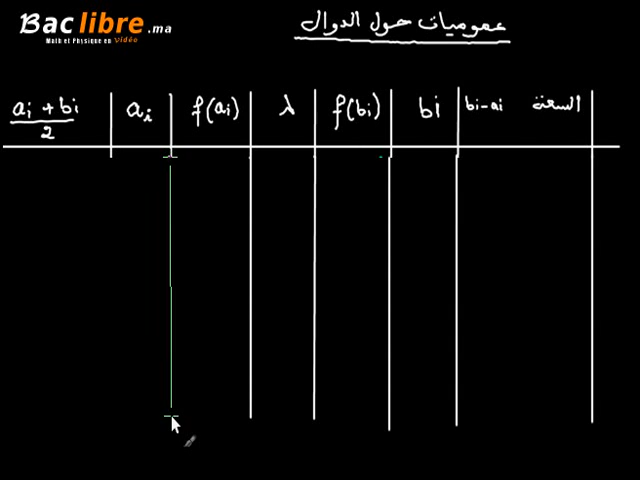 Bac libre.ma
Math et Physique en Vidéo
عموميات حول الدوال
ai + bi / 2 | ai | f(ai) | λ | f(bi) | bi | bi-ai السعة